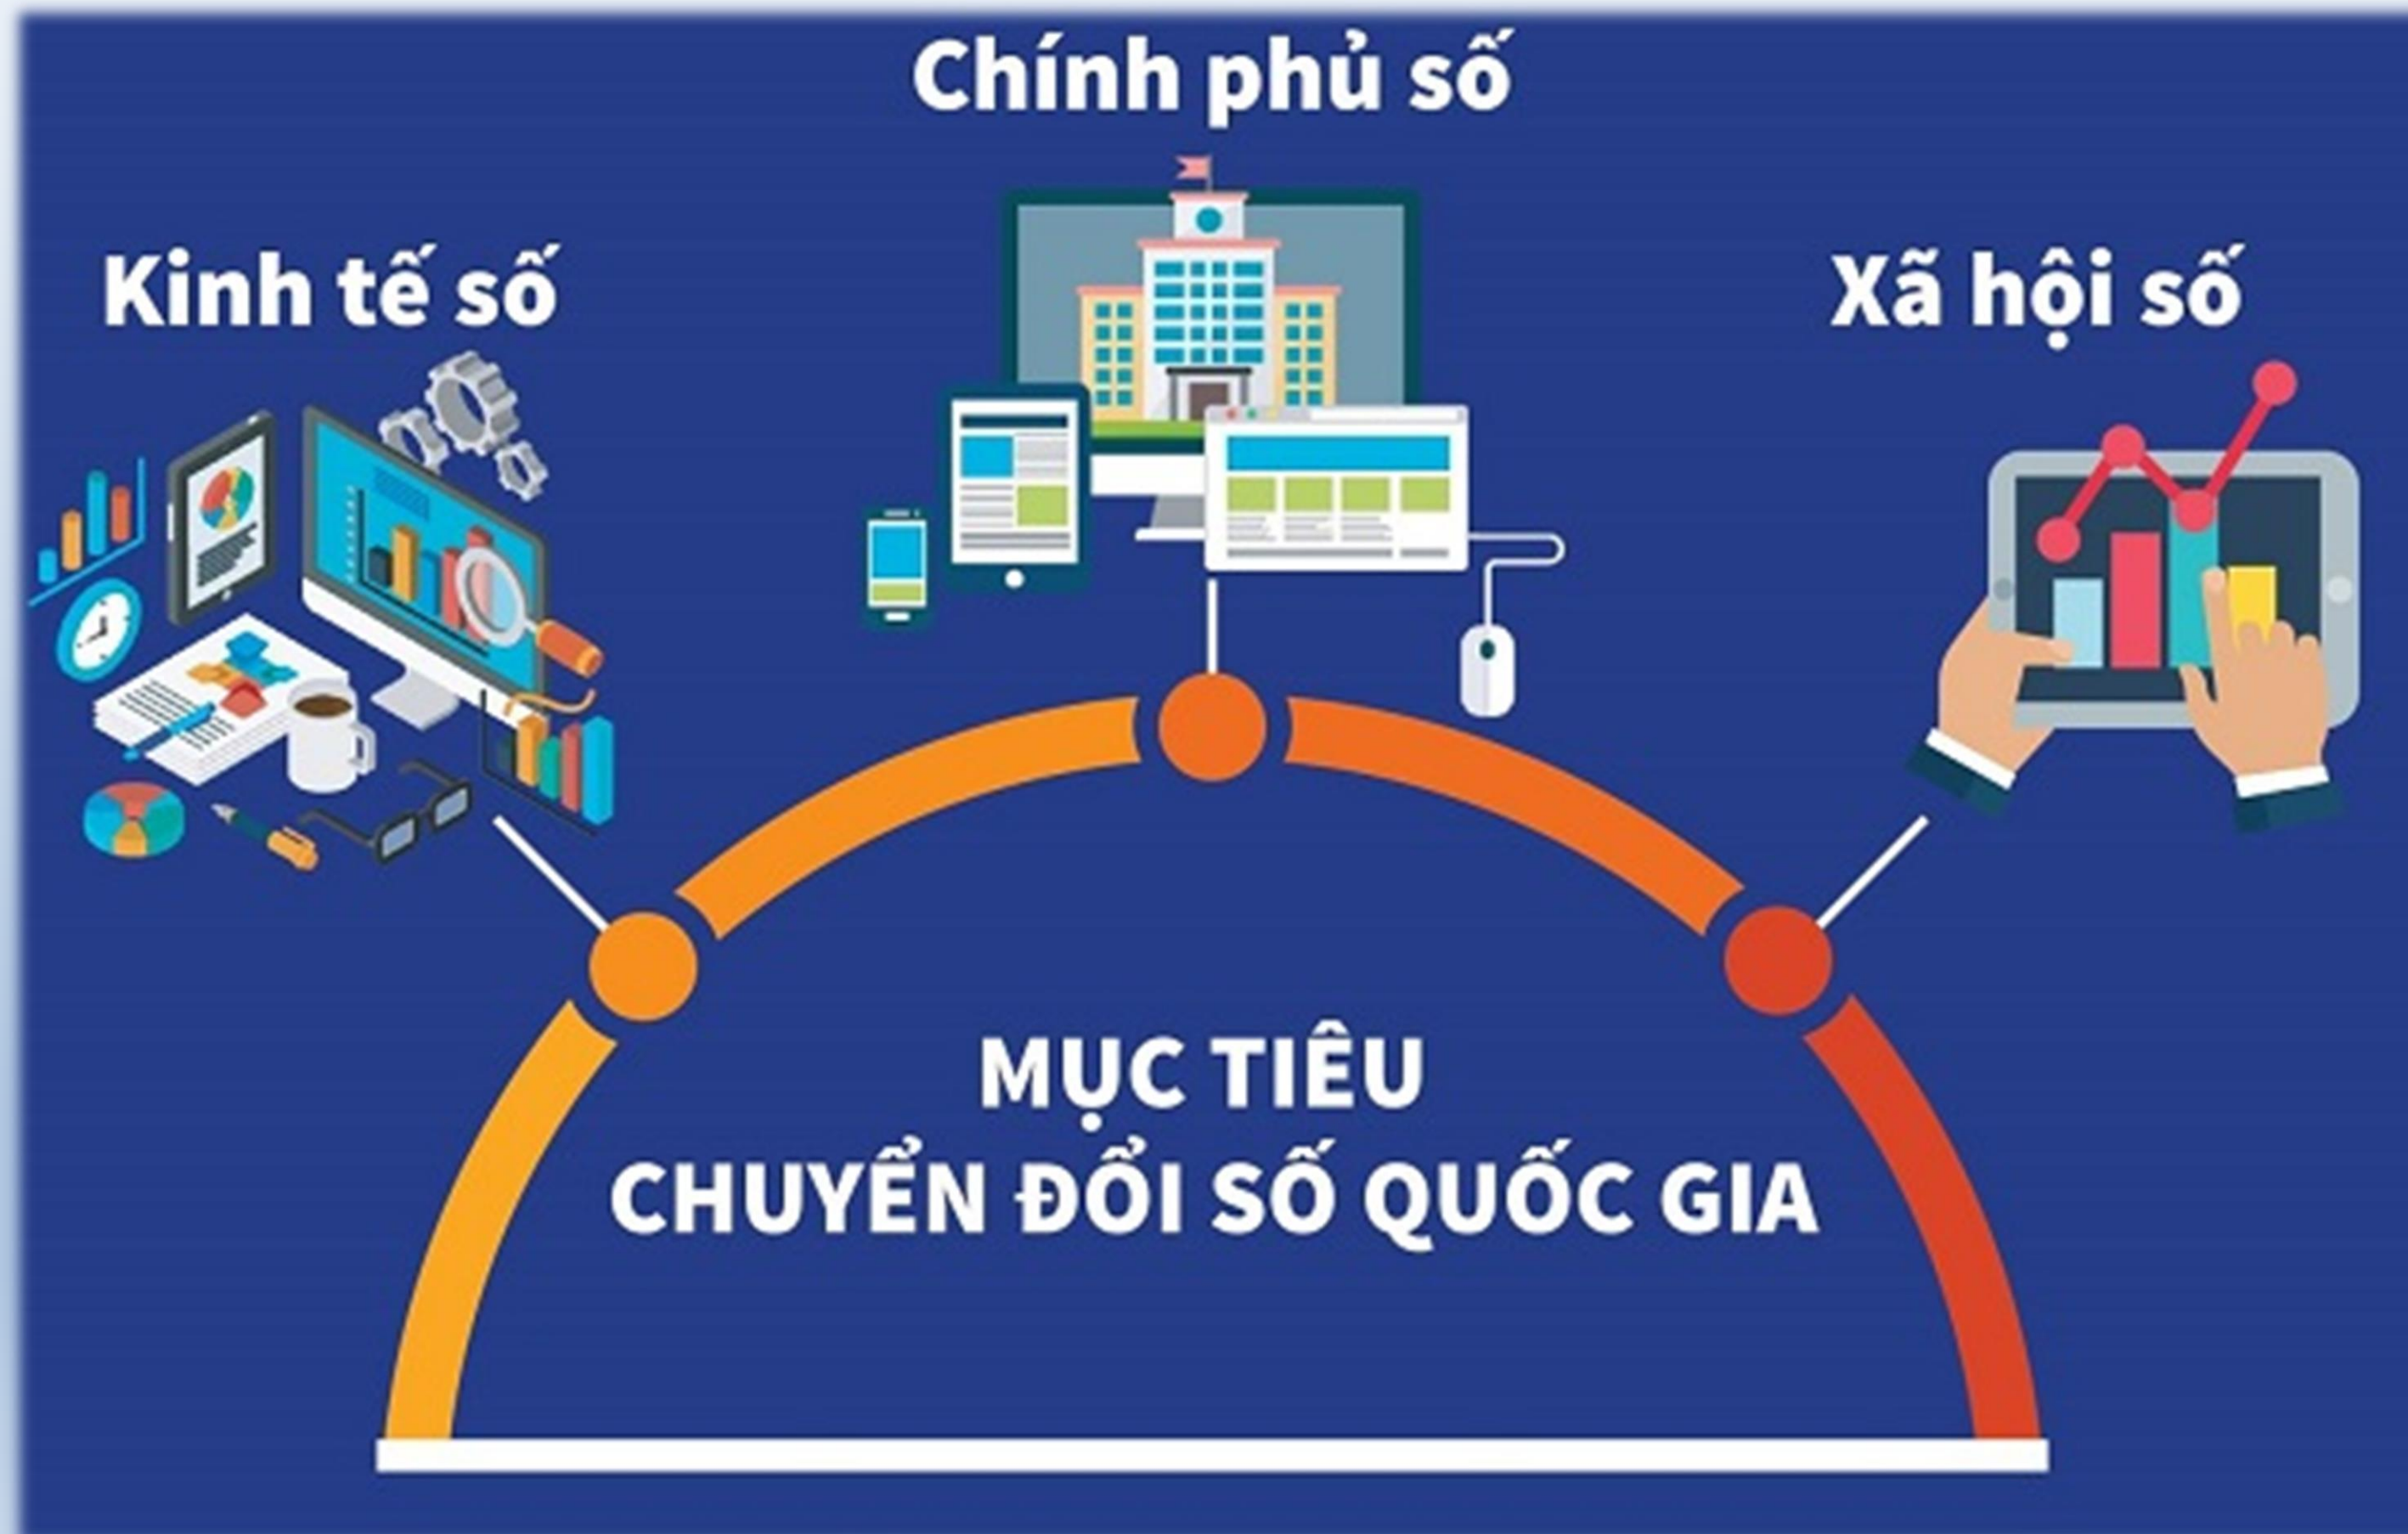 Chính phủ số
Kinh tế số
Xã hội số
MỤC TIÊU
CHUYỂN ĐỔI SỐ QUỐC GIA